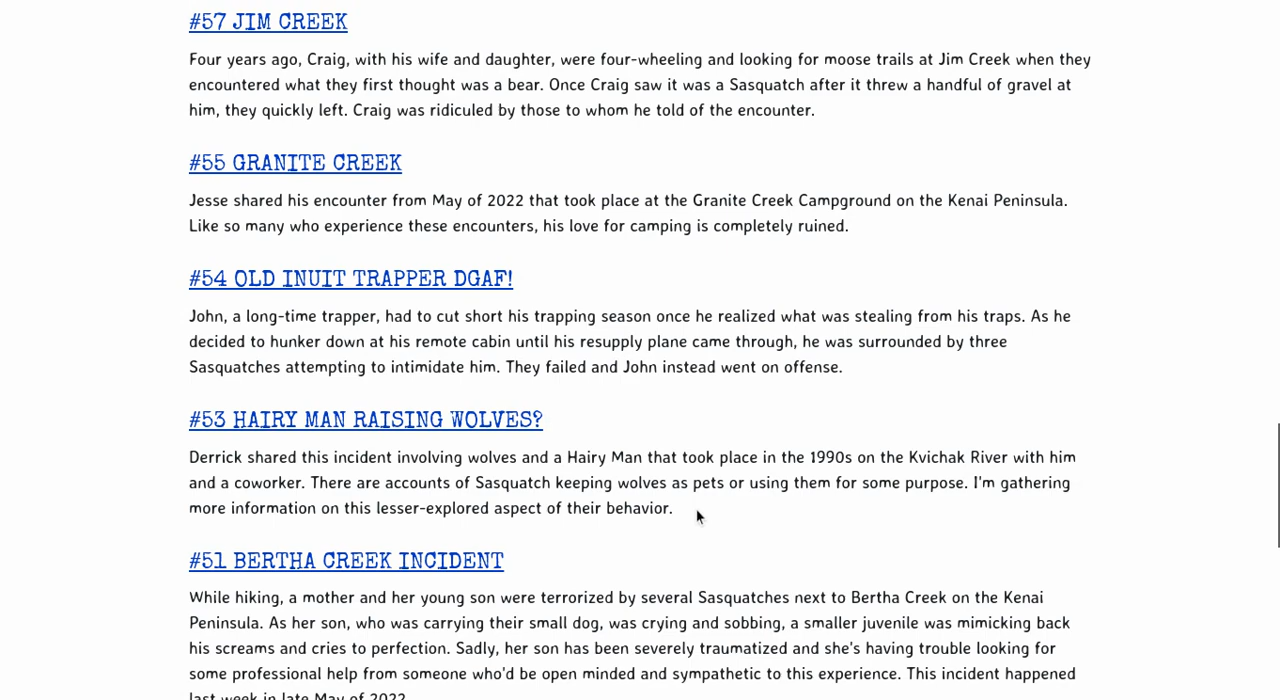 #57 JIM CREEK
Four years ago, Craig, with his wife and daughter, were four-wheeling and looking for moose trails at Jim Creek when they
encountered what they first thought was a bear. Once Craig saw it was a Sasquatch after it threw a handful of gravel at
him, they quickly left. Craig was ridiculed by those to whom he told of the encounter.
#55 GRANITE CREEK
Jesse shared his encounter from May of 2022 that took place at the Granite Creek Campground on the Kenai Peninsula.
Like so many who experience these encounters, his love for camping is completely ruined.
#54 OLD INUIT TRAPPER DGAF!
John, a long-time trapper, had to cut short his trapping season once he realized what was stealing from his traps. As he
decided to hunker down at his remote cabin until his resupply plane came through, he was surrounded by three
Sasquatches attempting to intimidate him. They failed and John instead went on offense.
#53 HAIRY MAN RAISING WOLVES?
Derrick shared this incident involving wolves and a Hairy Man that took place in the 1990s on the Kvichak River with him
and a coworker. There are accounts of Sasquatch keeping wolves as pets or using them for some purpose. I'm gathering
more information on this lesser-explored aspect of their behavior.
#51 BERTHA CREEK INCIDENT
While hiking, a mother and her young son were terrorized by several Sasquatches next to Bertha Creek on the Kenai
Peninsula. As her son, who was carrying their small dog, was crying and sobbing, a smaller juvenile was mimicking back
his screams and cries to perfection. Sadly, her son has been severely traumatized and she's having trouble looking for
some professional help from someone who'd be open minded and sympathetic to this experience. This incident happened
last week in late May of 2022.